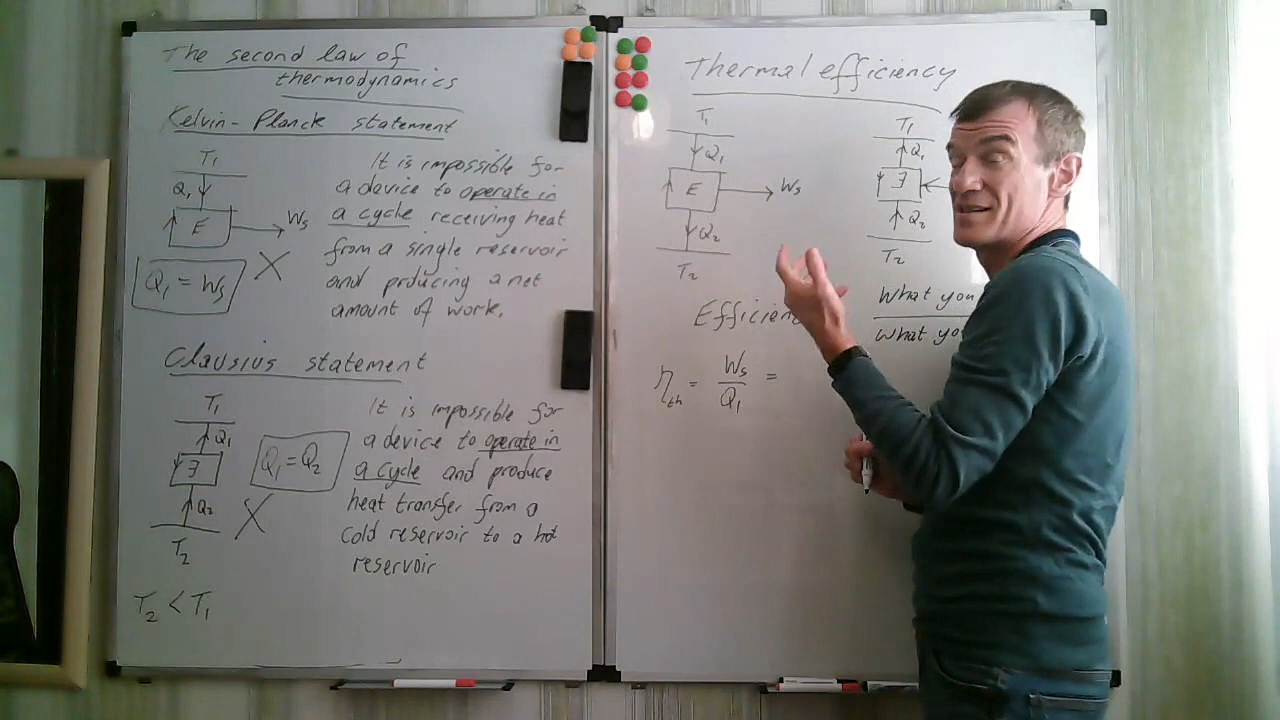 The second law of
thermodynamics
Kelvin-Planck statement
T1
Q1
E
Ws
Q1 = Ws
X
It is impossible for
a device to operate in
a cycle receiving heat
from a single reservoir
and producing a net
amount of work.
Clausius statement
T1
Q1
Ǝ
Q2
T2
Q1 = Q2
X
It is impossible for
a device to operate in
a cycle and produce
heat transfer from a
cold reservoir to a hot
reservoir
T2 < T1
Thermal efficiency
T1
Q1
E
Ws
Q2
T2
T1
Q1
Ǝ
Q2
T2
What you
What
ηth = Ws/Q1 =